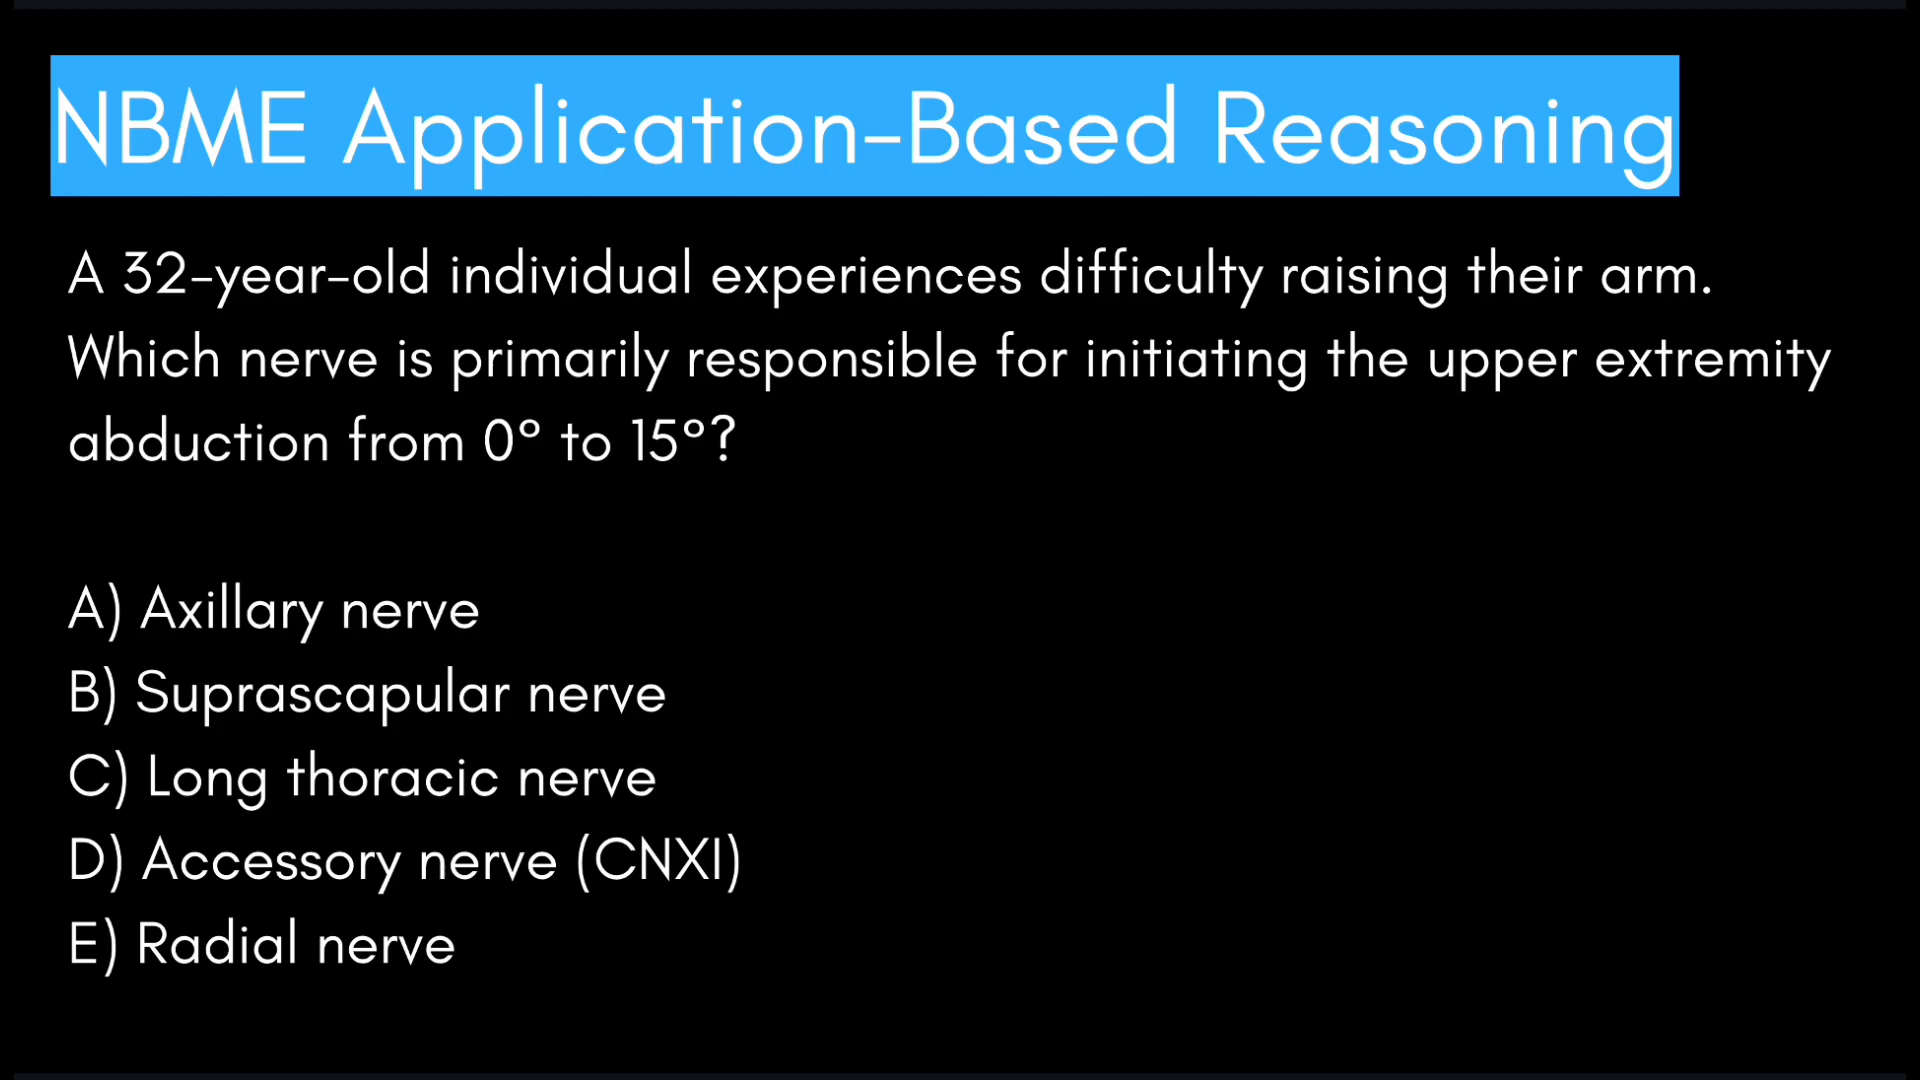 NBME Application-Based Reasoning
A 32-year-old individual experiences difficulty raising their arm.
Which nerve is primarily responsible for initiating the upper extremity
abduction from 0° to 15°?
A) Axillary nerve
B) Suprascapular nerve
C) Long thoracic nerve
D) Accessory nerve (CNXI)
E) Radial nerve